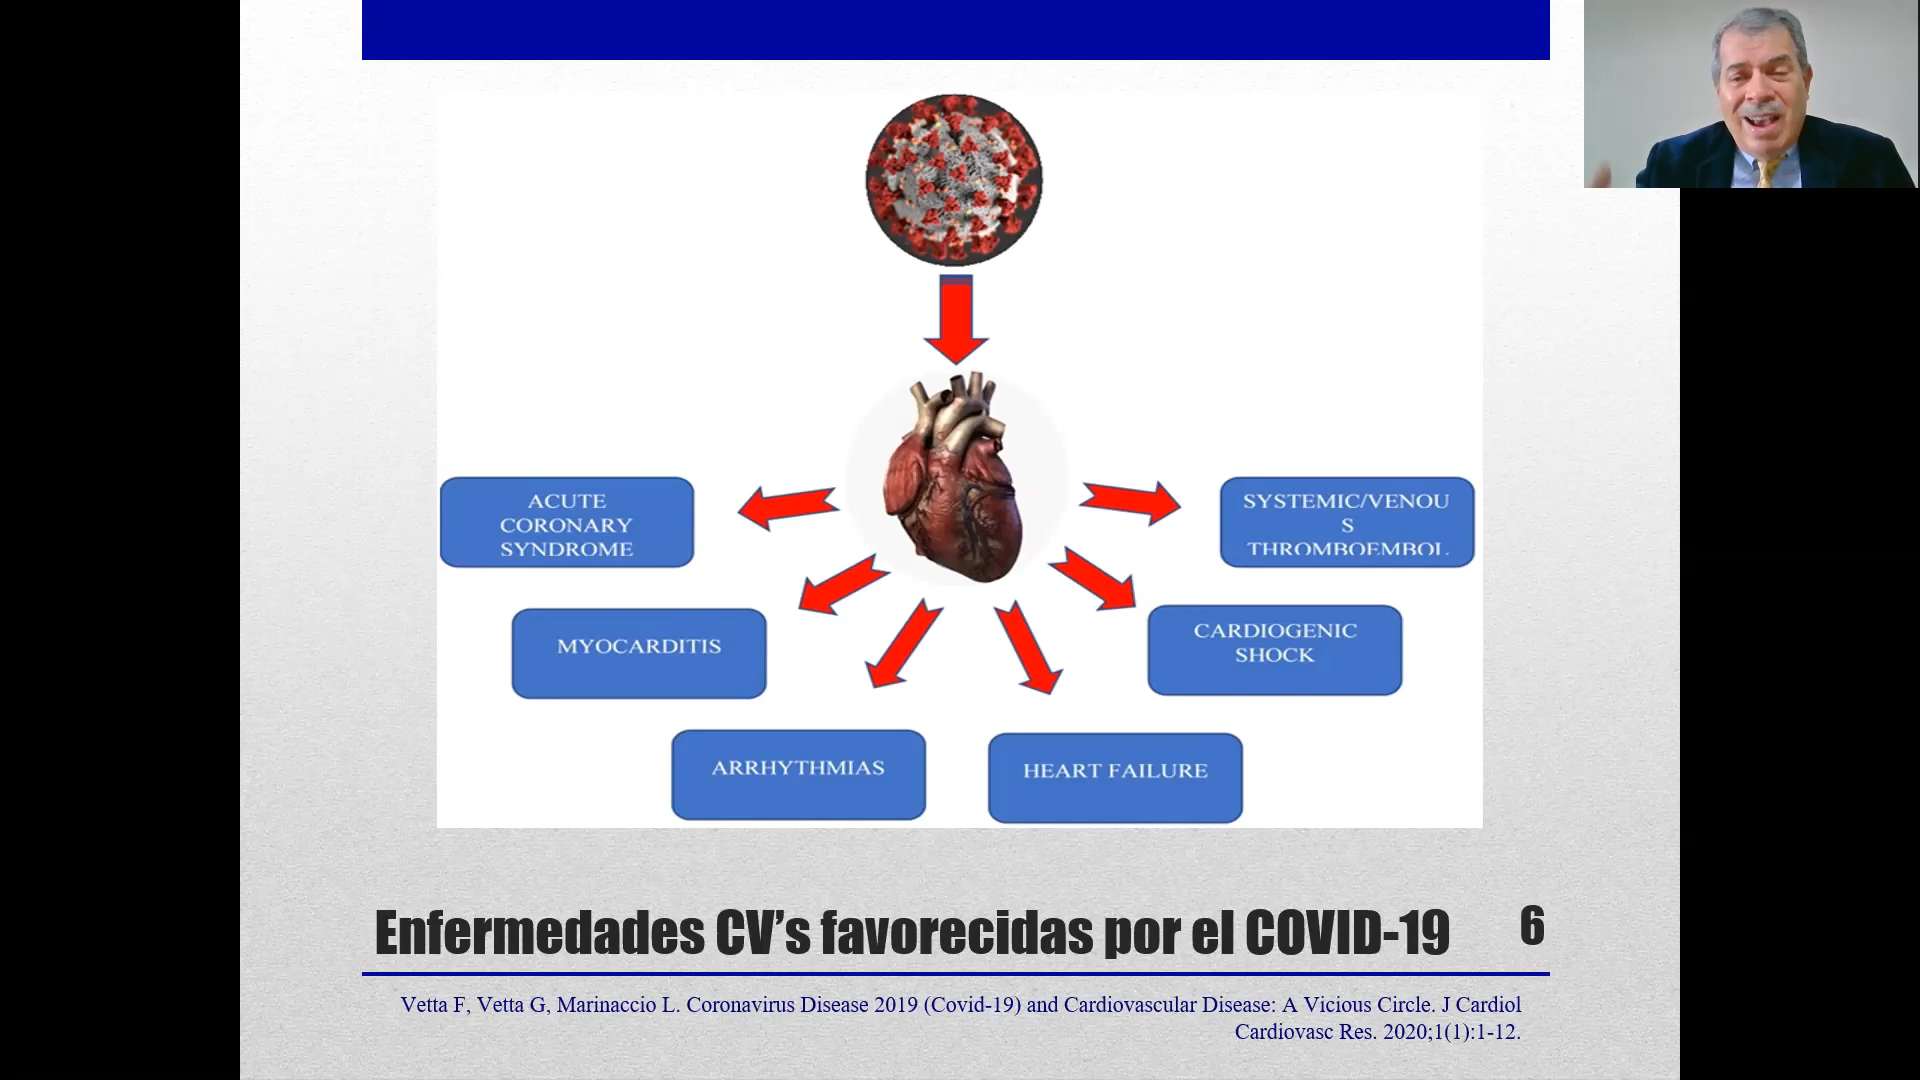 ACUTE
CORONARY
SYNDROME
SYSTEMIC/VENOU
S
THROMBOEMBOL
MYOCARDITIS
CARDIOGENIC
SHOCK
ARRHYTHMIAS
HEART FAILURE
Enfermedades CV’s favorecidas por el COVID-19
6
Vetta F, Vetta G, Marinaccio L. Coronavirus Disease 2019 (Covid-19) and Cardiovascular Disease: A Vicious Circle. J Cardiol
Cardiovasc Res. 2020;1(1):1-12.